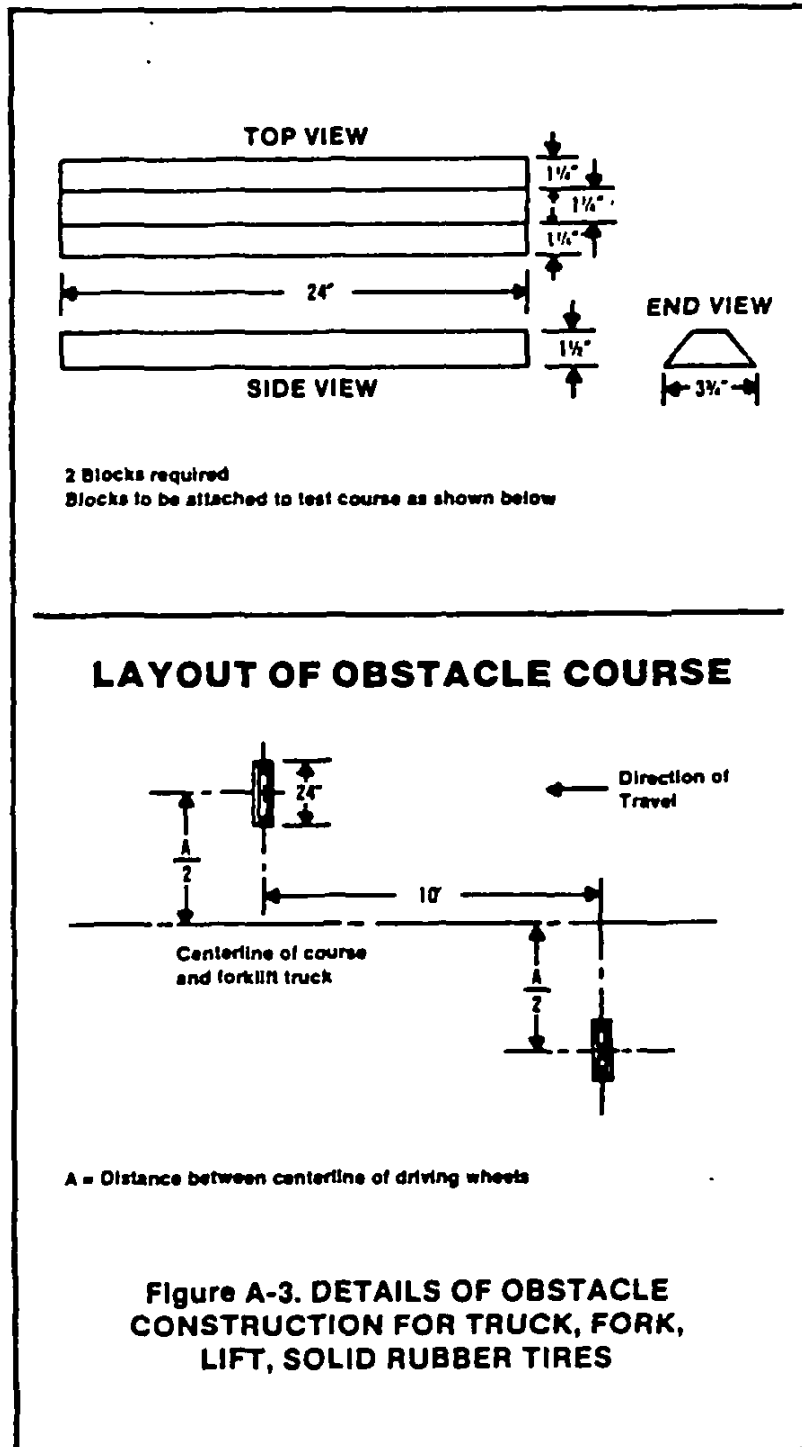 TOP VIEW
1¼"
1¼"
1¼"
24"
END VIEW
1½"
SIDE VIEW
3¾"
2 Blocks required
Blocks to be attached to test course as shown below
LAYOUT OF OBSTACLE COURSE
24"
Direction of
Travel
A
2
10'
Centerline of course
and forklift truck
A
2
A = Distance between centerline of driving wheels
Figure A-3. DETAILS OF OBSTACLE
CONSTRUCTION FOR TRUCK, FORK,
LIFT, SOLID RUBBER TIRES